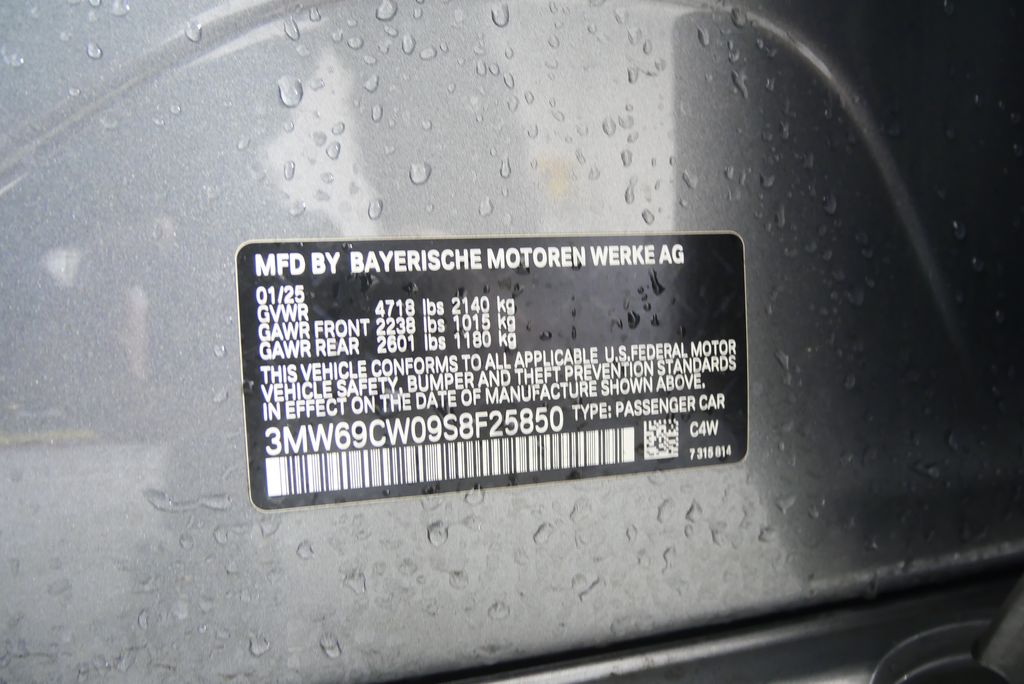 MFD BY BAYERISCHE MOTOREN WERKE AG
01/25
GVWR 4718 lbs 2140 kg
GAWR FRONT 2238 lbs 1015 kg
GAWR REAR 2601 lbs 1180 kg
THIS VEHICLE CONFORMS TO ALL APPLICABLE U.S.FEDERAL MOTOR
VEHICLE SAFETY, BUMPER AND THEFT PREVENTION STANDARDS
IN EFFECT ON THE DATE OF MANUFACTURE SHOWN ABOVE.
3MW69CW09S8F25850 TYPE: PASSENGER CAR
C4W
7 315 814